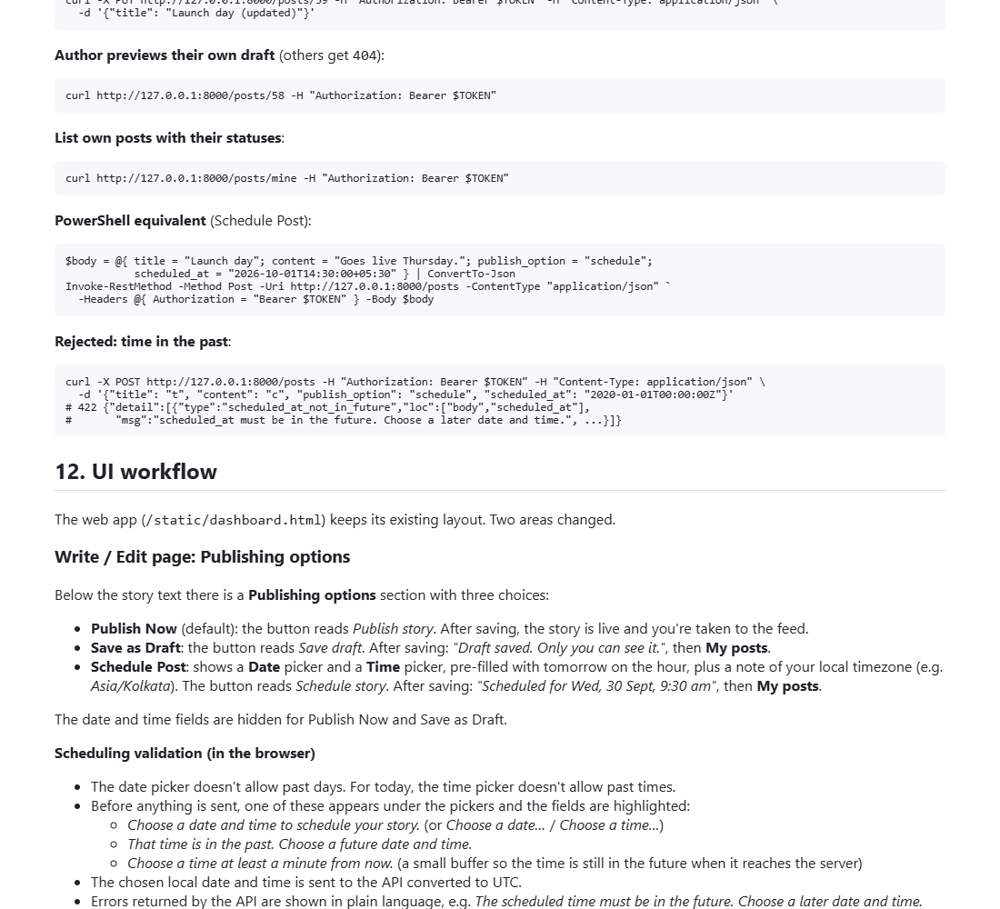 curl -X PUT http://127.0.0.1:8000/posts/59 -H "Authorization: Bearer $TOKEN" -H "Content-Type: application/json" \
-d '{"title": "Launch day (updated)"}'
Author previews their own draft (others get 404):
curl http://127.0.0.1:8000/posts/58 -H "Authorization: Bearer $TOKEN"
List own posts with their statuses:
curl http://127.0.0.1:8000/posts/mine -H "Authorization: Bearer $TOKEN"
PowerShell equivalent (Schedule Post):
$body = @{ title = "Launch day"; content = "Goes live Thursday."; publish_option = "schedule";
scheduled_at = "2026-10-01T14:30:00+05:30" } | ConvertTo-Json
Invoke-RestMethod -Method Post -Uri http://127.0.0.1:8000/posts -ContentType "application/json" `
-Headers @{ Authorization = "Bearer $TOKEN" } -Body $body
Rejected: time in the past:
curl -X POST http://127.0.0.1:8000/posts -H "Authorization: Bearer $TOKEN" -H "Content-Type: application/json" \
-d '{"title": "t", "content": "c", "publish_option": "schedule", "scheduled_at": "2020-01-01T00:00:00Z"}'
# 422 {"detail":[{"type":"scheduled_at_not_in_future","loc":["body","scheduled_at"],
# "msg":"scheduled_at must be in the future. Choose a later date and time.", ...}]}
12. UI workflow
The web app (/static/dashboard.html) keeps its existing layout. Two areas changed.
Write / Edit page: Publishing options
Below the story text there is a Publishing options section with three choices:
• Publish Now (default): the button reads Publish story. After saving, the story is live and you're taken to the feed.
• Save as Draft: the button reads Save draft. After saving: "Draft saved. Only you can see it.", then My posts.
• Schedule Post: shows a Date picker and a Time picker, pre-filled with tomorrow on the hour, plus a note of your local timezone (e.g.
Asia/Kolkata). The button reads Schedule story. After saving: "Scheduled for Wed, 30 Sept, 9:30 am", then My posts.
The date and time fields are hidden for Publish Now and Save as Draft.
Scheduling validation (in the browser)
• The date picker doesn't allow past days. For today, the time picker doesn't allow past times.
• Before anything is sent, one of these appears under the pickers and the fields are highlighted:
◦ Choose a date and time to schedule your story. (or Choose a date... / Choose a time...)
◦ That time is in the past. Choose a future date and time.
◦ Choose a time at least a minute from now. (a small buffer so the time is still in the future when it reaches the server)
• The chosen local date and time is sent to the API converted to UTC.
• Errors returned by the API are shown in plain language, e.g. The scheduled time must be in the future. Choose a later date and time.